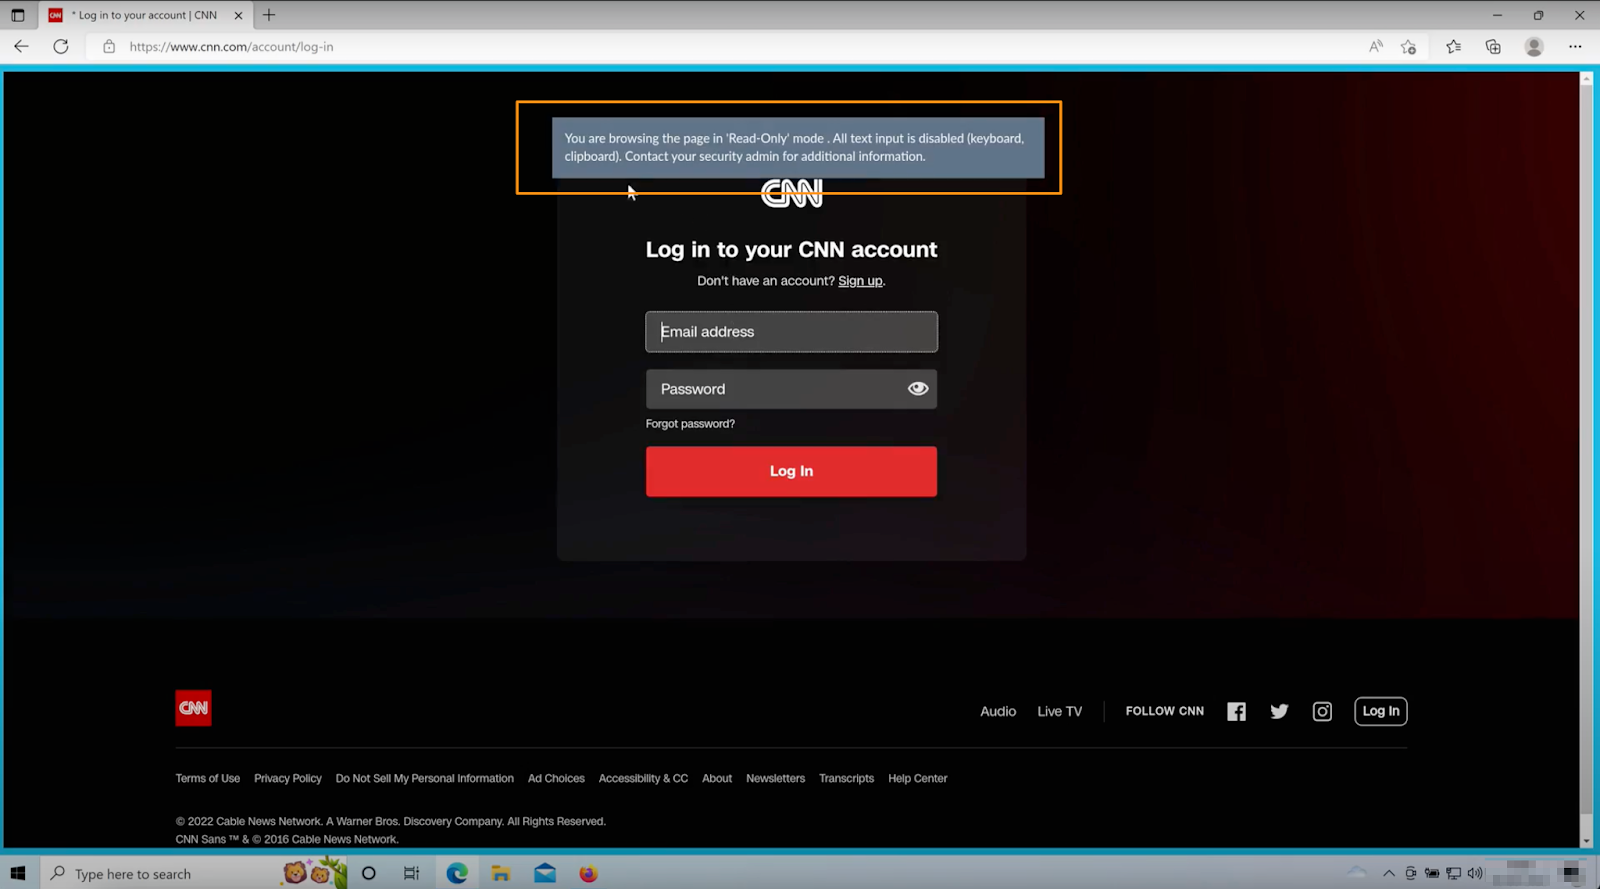 CNN
* Log in to your account | CNN
https://www.cnn.com/account/log-in
You are browsing the page in 'Read-Only' mode . All text input is disabled (keyboard,
clipboard). Contact your security admin for additional information.
CNN
Log in to your CNN account
Don't have an account? Sign up.
Email address
Password
Forgot password?
Log In
CNN
Audio
Live TV
FOLLOW CNN
Log In
Terms of Use Privacy Policy Do Not Sell My Personal Information Ad Choices Accessibility & CC About Newsletters Transcripts Help Center
© 2022 Cable News Network. A Warner Bros. Discovery Company. All Rights Reserved.
CNN Sans ™ & © 2016 Cable News Network.
Type here to search